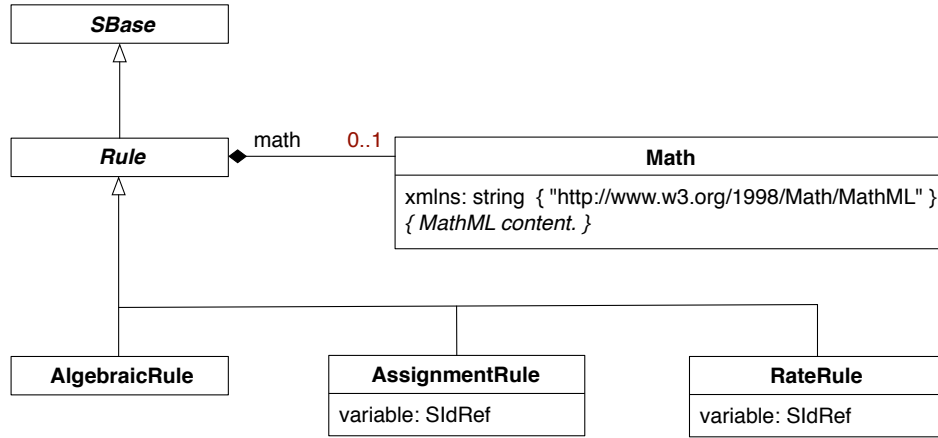 SBase
Rule
math 0..1
Math
xmlns: string { "http://www.w3.org/1998/Math/MathML" }
{ MathML content. }
AlgebraicRule
AssignmentRule
variable: SIdRef
RateRule
variable: SIdRef